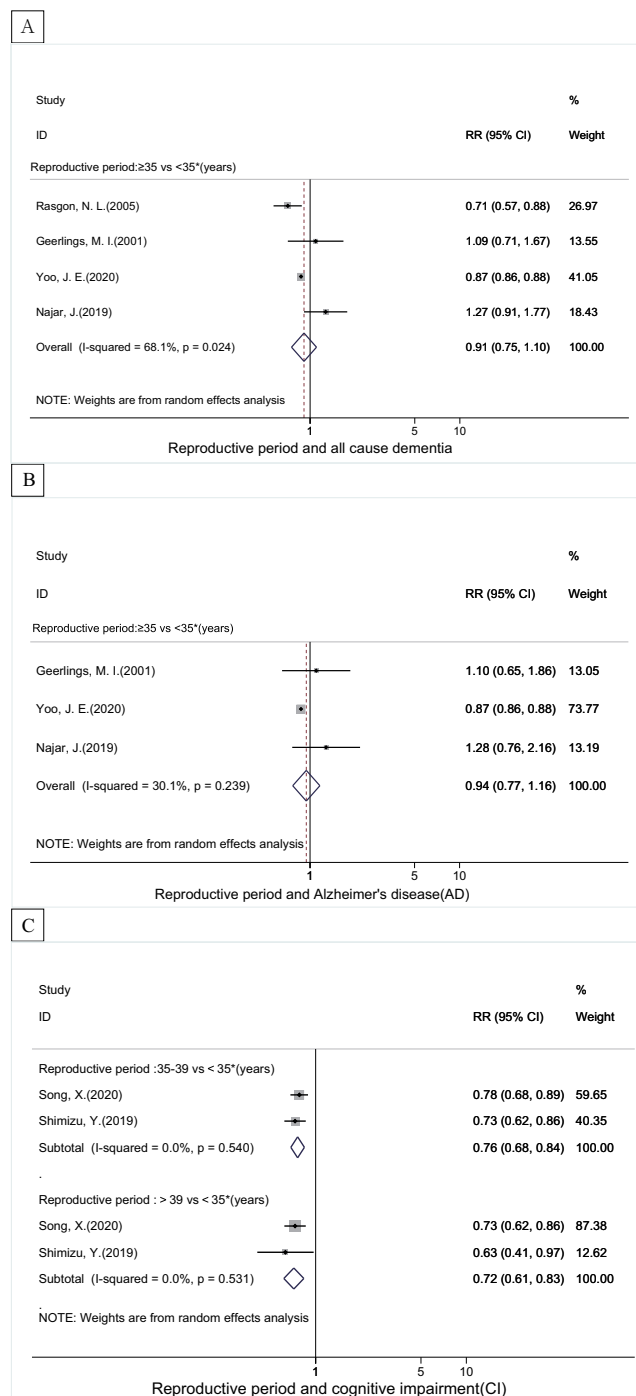 A
Study %
ID RR (95% CI) Weight
Reproductive period:≥35 vs <35*(years)
Rasgon, N. L.(2005) 0.71 (0.57, 0.88) 26.97
Geerlings, M. I.(2001) 1.09 (0.71, 1.67) 13.55
Yoo, J. E.(2020) 0.87 (0.86, 0.88) 41.05
Najar, J.(2019) 1.27 (0.91, 1.77) 18.43
Overall (I-squared = 68.1%, p = 0.024) 0.91 (0.75, 1.10) 100.00
NOTE: Weights are from random effects analysis
1 5 10
Reproductive period and all cause dementia
B
Study %
ID RR (95% CI) Weight
Reproductive period:≥35 vs <35*(years)
Geerlings, M. I.(2001) 1.10 (0.65, 1.86) 13.05
Yoo, J. E.(2020) 0.87 (0.86, 0.88) 73.77
Najar, J.(2019) 1.28 (0.76, 2.16) 13.19
Overall (I-squared = 30.1%, p = 0.239) 0.94 (0.77, 1.16) 100.00
NOTE: Weights are from random effects analysis
1 5 10
Reproductive period and Alzheimer's disease(AD)
C
Study %
ID RR (95% CI) Weight
Reproductive period :35-39 vs < 35*(years)
Song, X.(2020) 0.78 (0.68, 0.89) 59.65
Shimizu, Y.(2019) 0.73 (0.62, 0.86) 40.35
Subtotal (I-squared = 0.0%, p = 0.540) 0.76 (0.68, 0.84) 100.00
.
Reproductive period : > 39 vs < 35*(years)
Song, X.(2020) 0.73 (0.62, 0.86) 87.38
Shimizu, Y.(2019) 0.63 (0.41, 0.97) 12.62
Subtotal (I-squared = 0.0%, p = 0.531) 0.72 (0.61, 0.83) 100.00
.
NOTE: Weights are from random effects analysis
1 5 10
Reproductive period and cognitive impairment(CI)